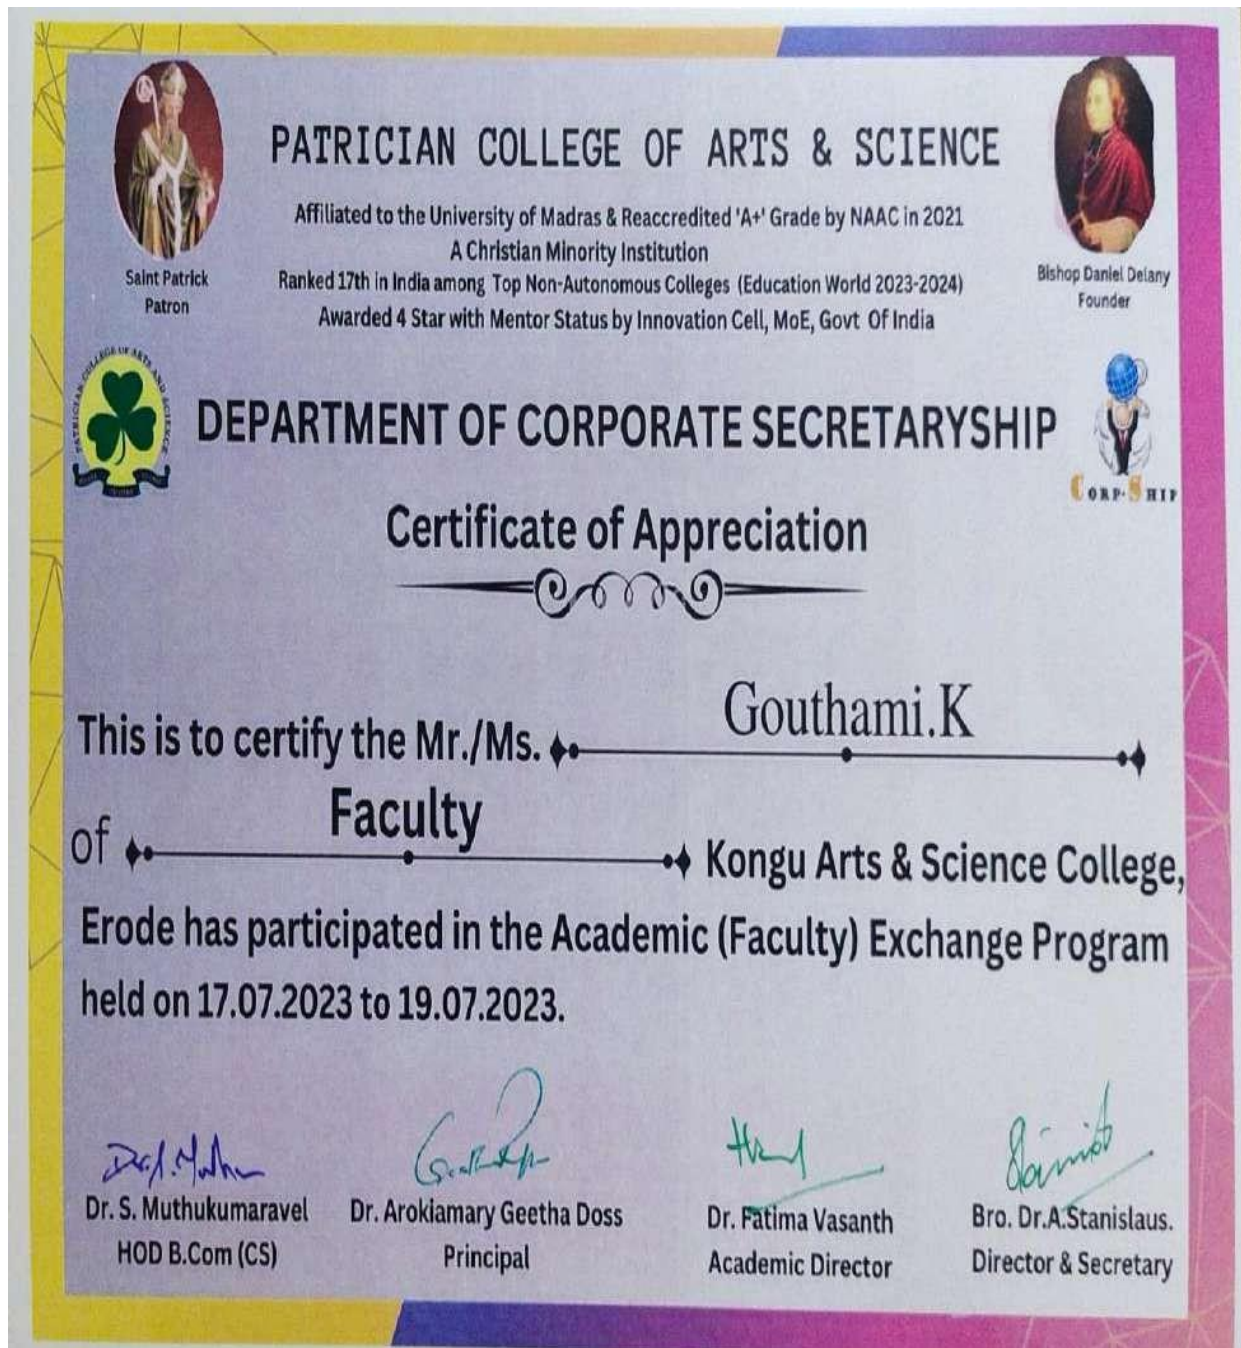 PATRICIAN COLLEGE OF ARTS & SCIENCE
Affiliated to the University of Madras & Reaccredited 'A+' Grade by NAAC in 2021
A Christian Minority Institution
Ranked 17th in India among Top Non-Autonomous Colleges (Education World 2023-2024)
Awarded 4 Star with Mentor Status by Innovation Cell, MoE, Govt Of India
Saint Patrick
Patron
Bishop Daniel Delany
Founder
PATRICIAN COLLEGE OF ARTS AND SCIENCE
DEPARTMENT OF CORPORATE SECRETARYSHIP
CORP-SHIP
Certificate of Appreciation
This is to certify the Mr./Ms. Gouthami.K
of Faculty Kongu Arts & Science College,
Erode has participated in the Academic (Faculty) Exchange Program
held on 17.07.2023 to 19.07.2023.
Dr. S. Muthukumaravel
HOD B.Com (CS)
Dr. Arokiamary Geetha Doss
Principal
Dr. Fatima Vasanth
Academic Director
Bro. Dr.A.Stanislaus.
Director & Secretary